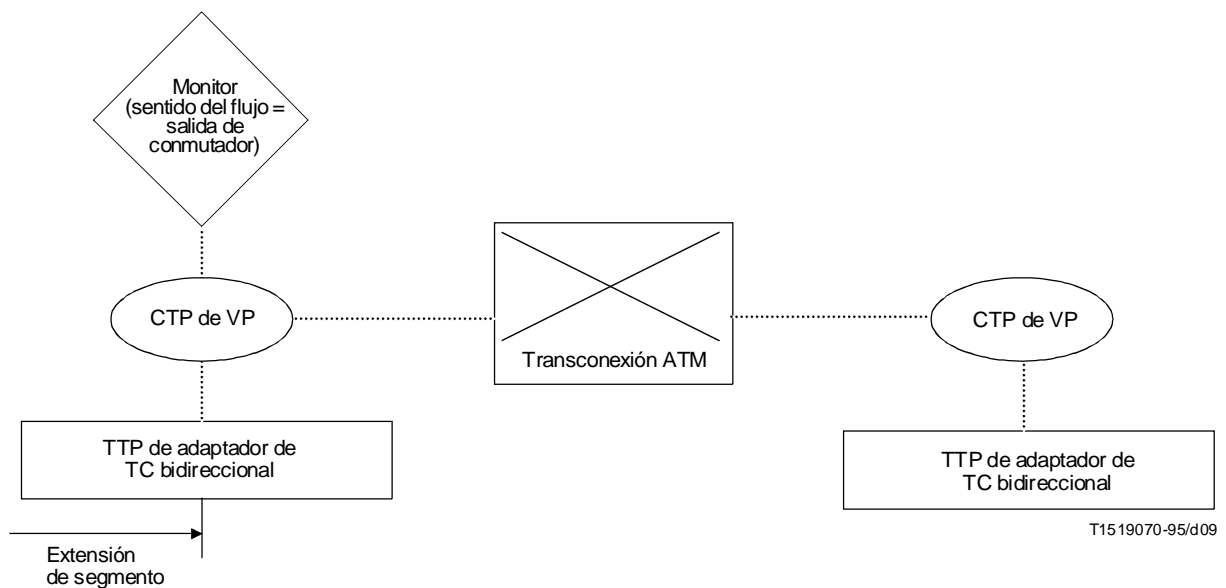 Monitor
(sentido del flujo =
salida de
conmutador)
CTP de VP
CTP de VP
Transconexión ATM
TTP de adaptador de
TC bidireccional
TTP de adaptador de
TC bidireccional
T1519070-95/d09
Extensión
de segmento